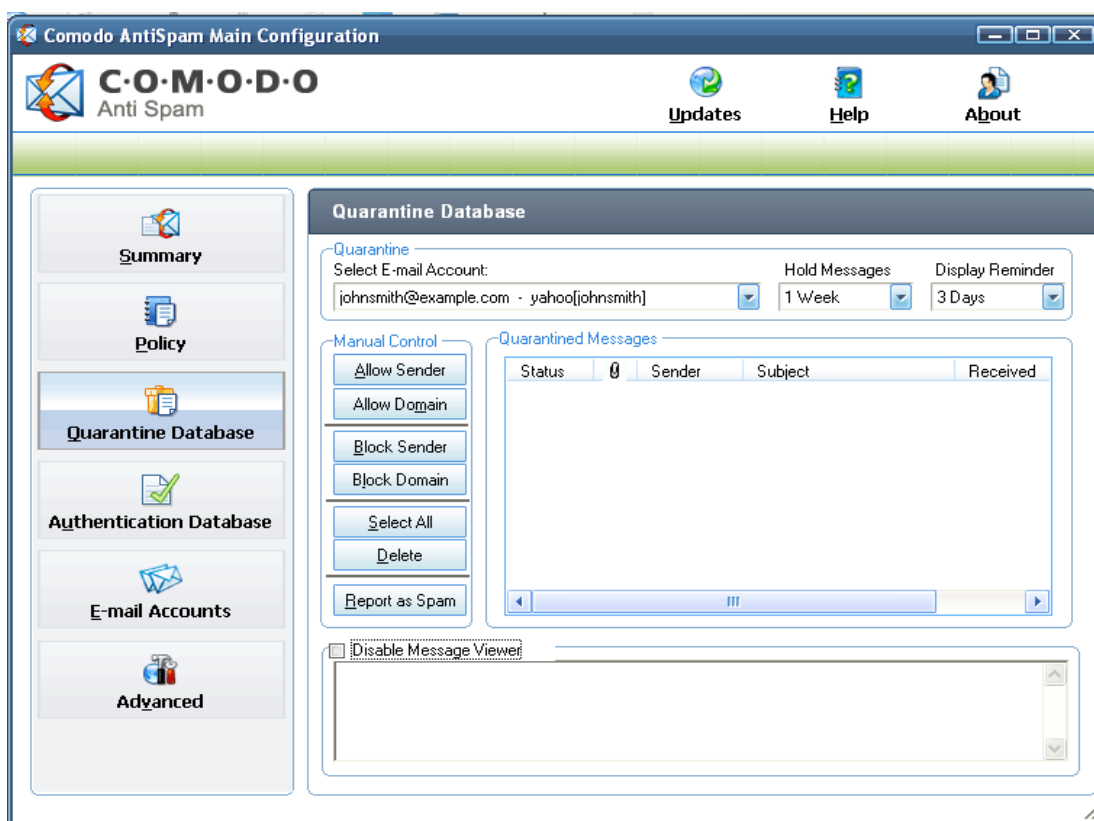 Comodo AntiSpam Main Configuration
C·O·M·O·D·O
Anti Spam
Updates
Help
About
Summary
Policy
Quarantine Database
Authentication Database
E-mail Accounts
Advanced
Quarantine Database
Quarantine
Select E-mail Account:
Hold Messages
Display Reminder
johnsmith@example.com - yahoo[johnsmith]
1 Week
3 Days
Manual Control
Allow Sender
Allow Domain
Block Sender
Block Domain
Select All
Delete
Report as Spam
Quarantined Messages
Status Sender Subject Received
Disable Message Viewer